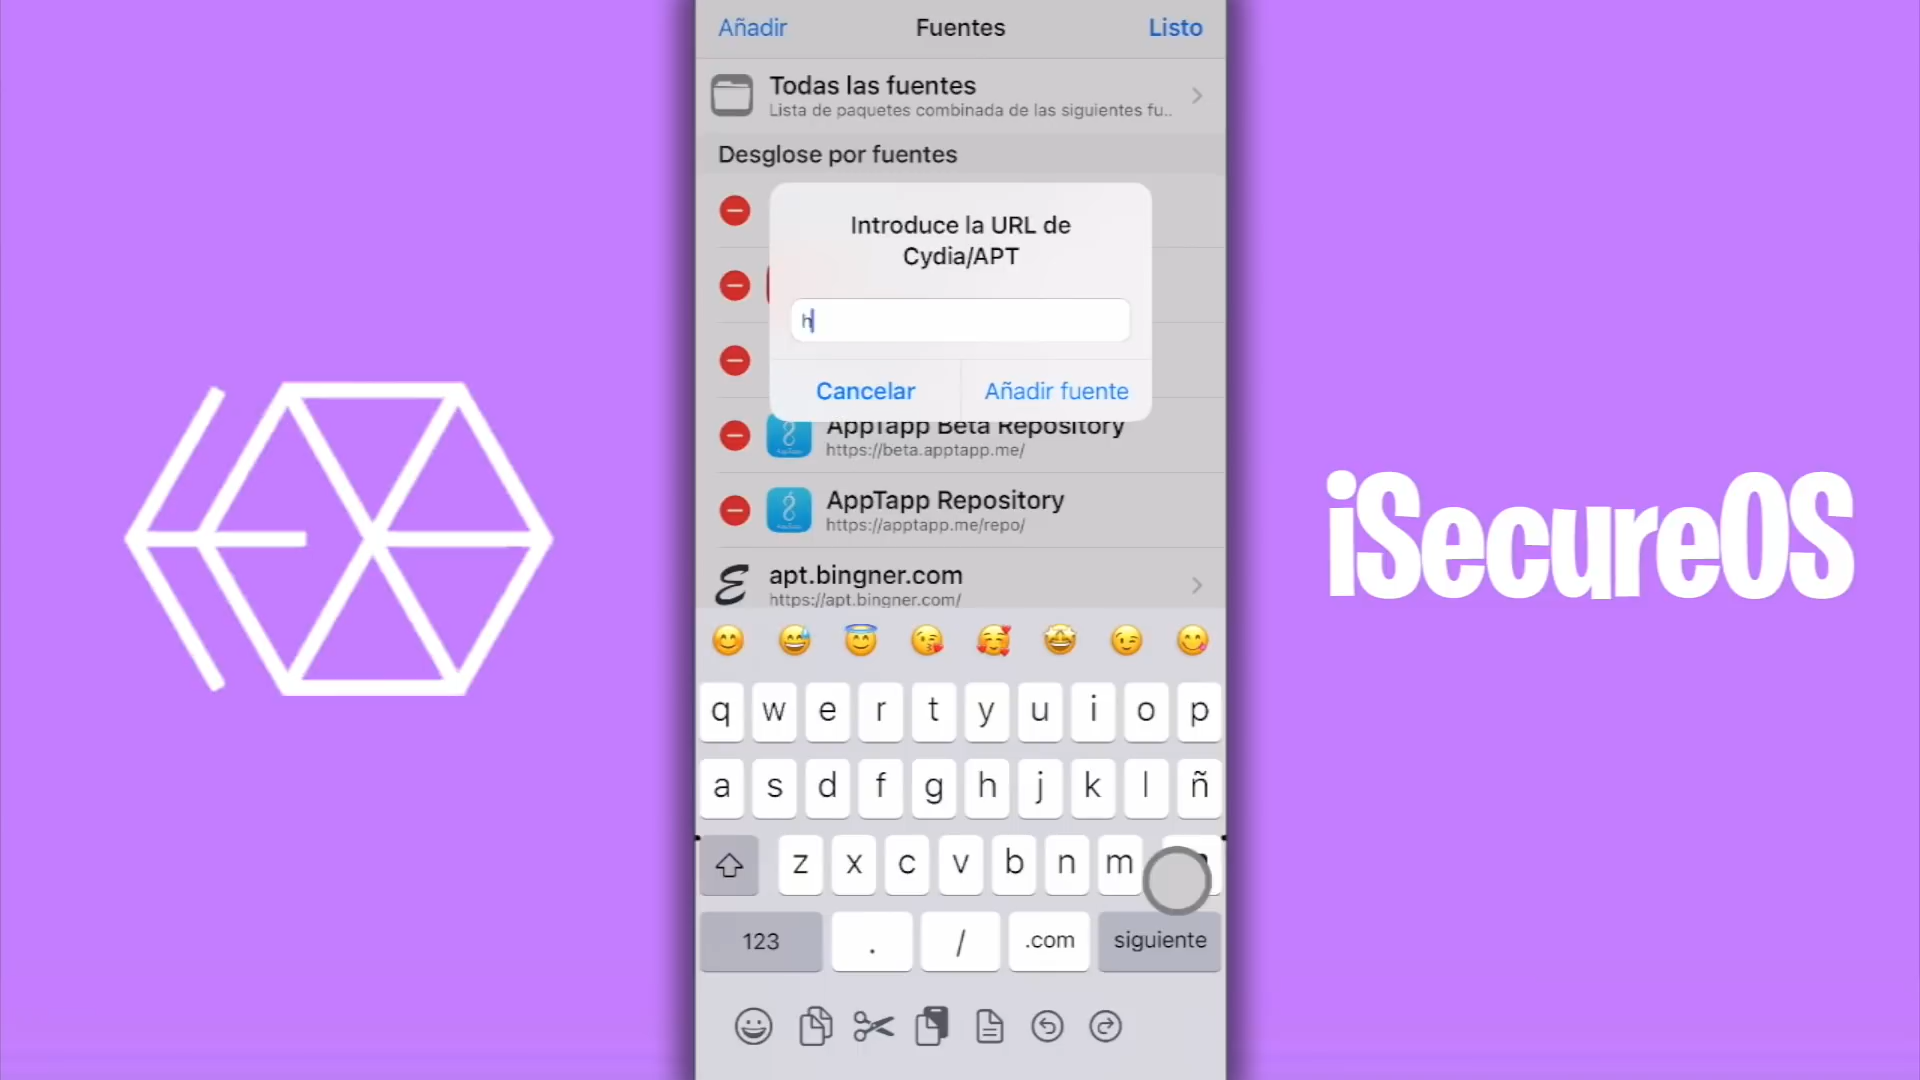 Añadir
Fuentes
Listo
Todas las fuentes
Lista de paquetes combinada de las siguientes fu..
Desglose por fuentes
Introduce la URL de
Cydia/APT
h
Cancelar
Añadir fuente
AppTapp Beta Repository
https://beta.apptapp.me/
AppTapp Repository
https://apptapp.me/repo/
apt.bingner.com
https://apt.bingner.com/
q w e r t y u i o p
a s d f g h j k l ñ
z x c v b n m
123 . / .com siguiente
iSecureOS